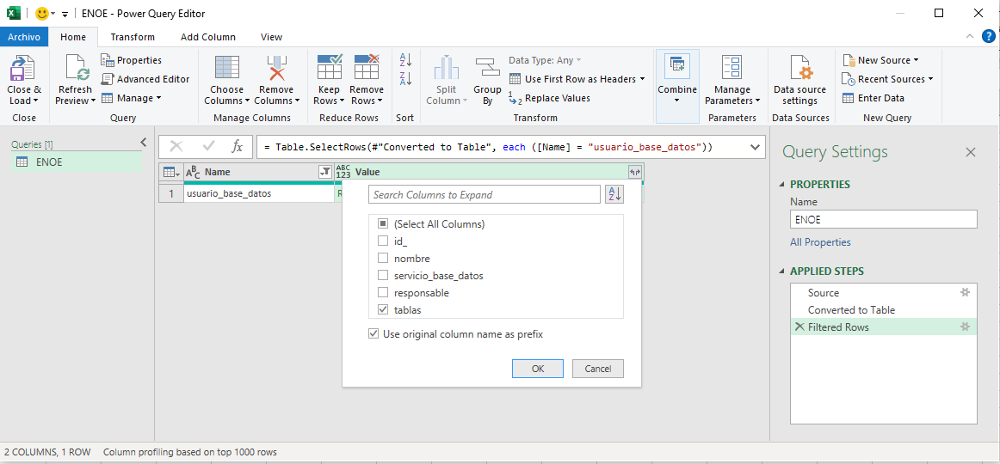 ENOE - Power Query Editor
Archivo Home Transform Add Column View
Close & Load
Close
Refresh Preview
Properties
Advanced Editor
Manage
Query
Choose Columns
Remove Columns
Manage Columns
Keep Rows
Remove Rows
Reduce Rows
A Z
Z A
Sort
Split Column
Group By
Data Type: Any
Use First Row as Headers
1 2 Replace Values
Transform
Combine
Manage Parameters
Parameters
Data source settings
Data Sources
New Source
Recent Sources
Enter Data
New Query
Queries [1]
ENOE
fx = Table.SelectRows(#"Converted to Table", each ([Name] = "usuario_base_datos"))
ABC Name ABC 123 Value
1 usuario_base_datos R
Search Columns to Expand A Z
(Select All Columns)
id_
nombre
servicio_base_datos
responsable
tablas
Use original column name as prefix
OK Cancel
Query Settings
PROPERTIES
Name
ENOE
All Properties
APPLIED STEPS
Source
Converted to Table
Filtered Rows
2 COLUMNS, 1 ROW Column profiling based on top 1000 rows